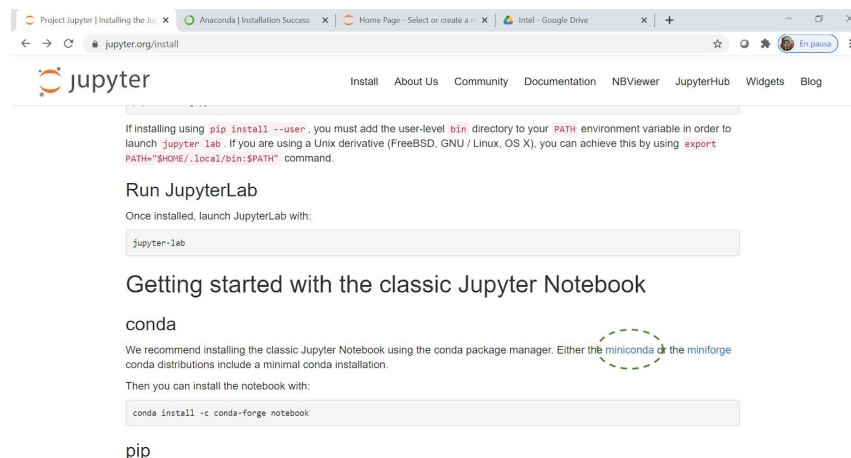 Project Jupyter | Installing the Ju
Anaconda | Installation Success
Home Page - Select or create a n
Intel - Google Drive
jupyter.org/install
En pausa
jupyter
Install About Us Community Documentation NBViewer JupyterHub Widgets Blog
If installing using pip install --user, you must add the user-level bin directory to your PATH environment variable in order to
launch jupyter lab. If you are using a Unix derivative (FreeBSD, GNU / Linux, OS X), you can achieve this by using export
PATH="$HOME/.local/bin:$PATH" command.
Run JupyterLab
Once installed, launch JupyterLab with:
jupyter-lab
Getting started with the classic Jupyter Notebook
conda
We recommend installing the classic Jupyter Notebook using the conda package manager. Either the miniconda or the miniforge
conda distributions include a minimal conda installation.
Then you can install the notebook with:
conda install -c conda-forge notebook
pip